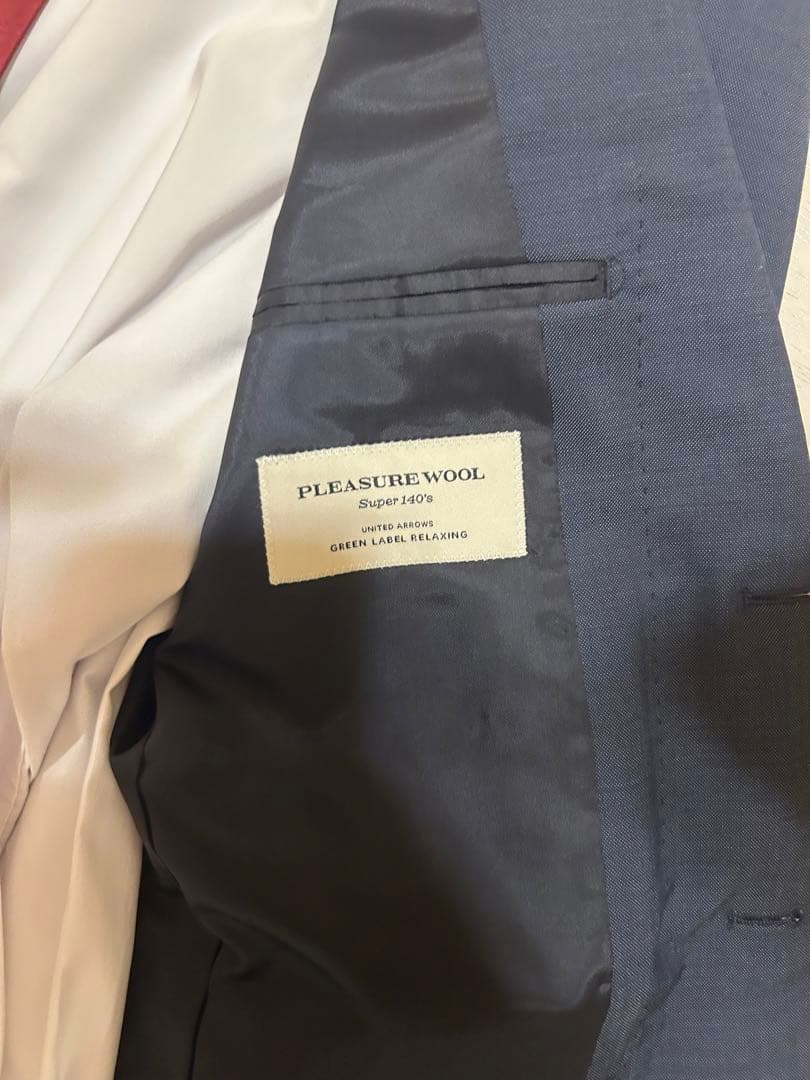 PLEASURE WOOL
Super 140's
UNITED ARROWS
GREEN LABEL RELAXING